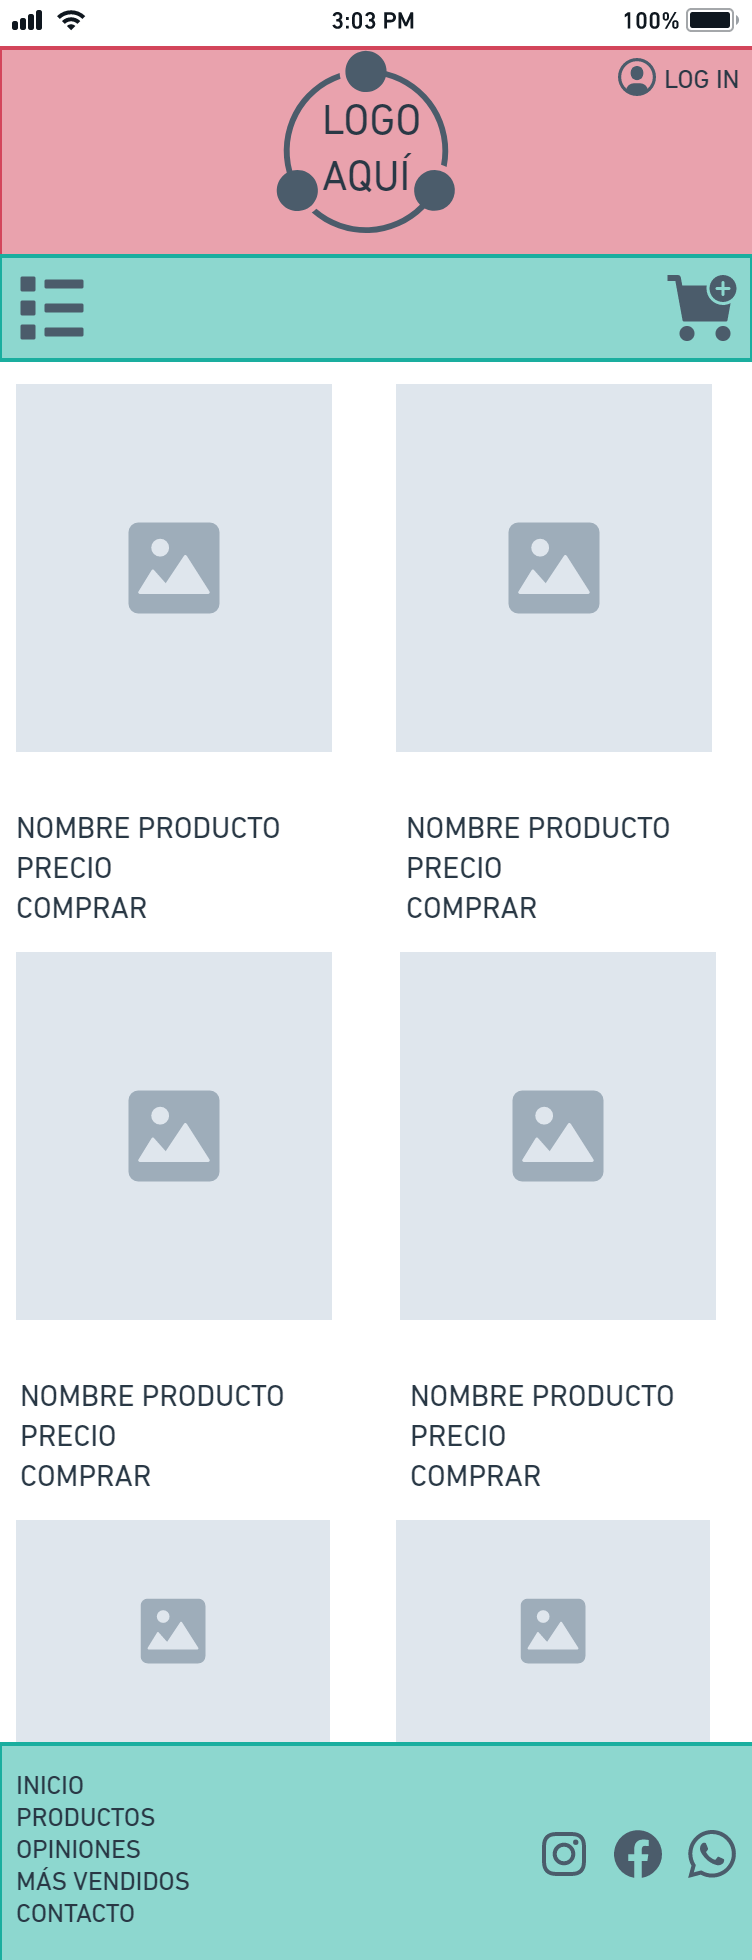 3:03 PM 100%
LOG IN
LOGO
AQUÍ
NOMBRE PRODUCTO
PRECIO
COMPRAR
NOMBRE PRODUCTO
PRECIO
COMPRAR
NOMBRE PRODUCTO
PRECIO
COMPRAR
NOMBRE PRODUCTO
PRECIO
COMPRAR
INICIO
PRODUCTOS
OPINIONES
MÁS VENDIDOS
CONTACTO